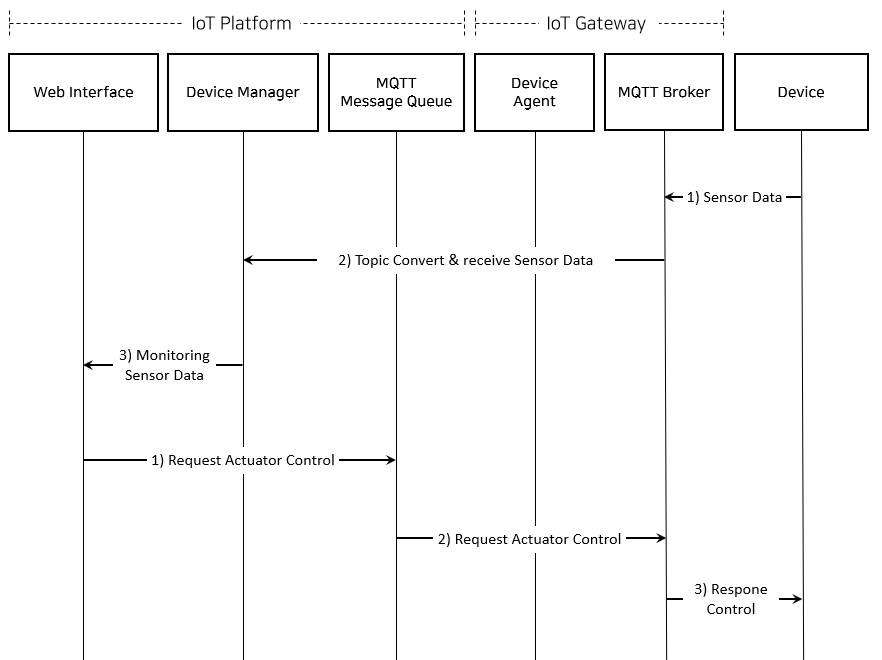 IoT Platform
IoT Gateway
Web Interface
Device Manager
MQTT
Message Queue
Device
Agent
MQTT Broker
Device
1) Sensor Data
2) Topic Convert & receive Sensor Data
3) Monitoring
Sensor Data
1) Request Actuator Control
2) Request Actuator Control
3) Respone
Control